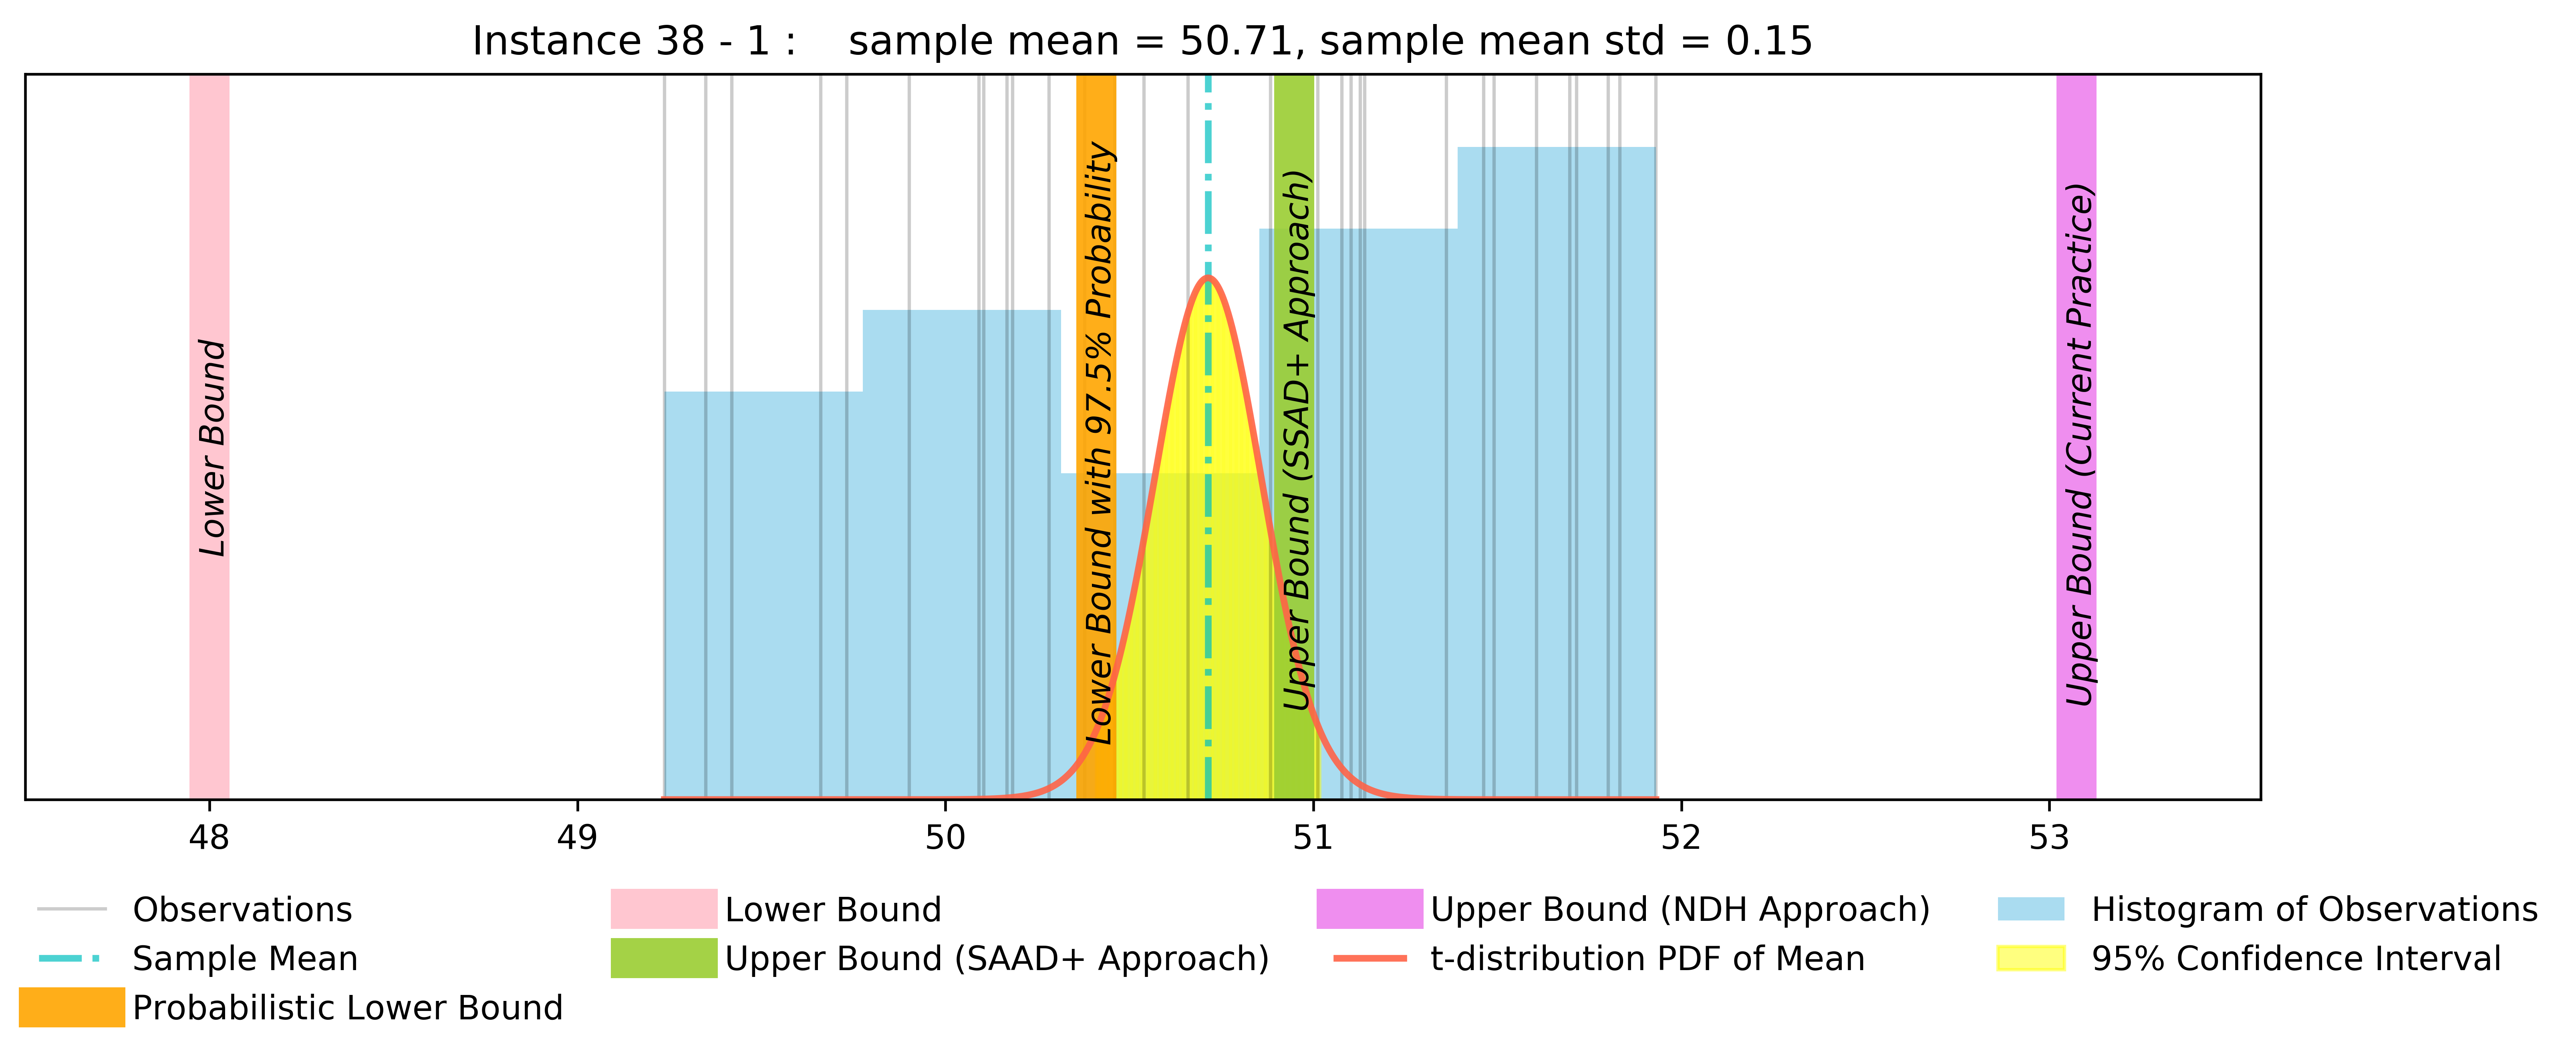 Instance 38 - 1 : sample mean = 50.71, sample mean std = 0.15
Lower Bound
Lower Bound with 97.5% Probability
Upper Bound (SSAD+ Approach)
Upper Bound (Current Practice)
48 49 50 51 52 53
Observations
Sample Mean
Probabilistic Lower Bound
Lower Bound
Upper Bound (SAAD+ Approach)
Upper Bound (NDH Approach)
t-distribution PDF of Mean
Histogram of Observations
95% Confidence Interval